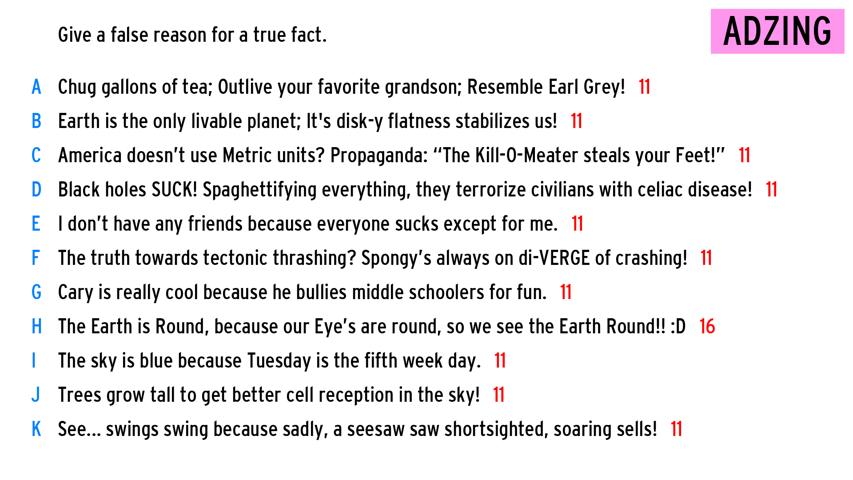 Give a false reason for a true fact.
ADZING
A Chug gallons of tea; Outlive your favorite grandson; Resemble Earl Grey! 11
B Earth is the only livable planet; It's disk-y flatness stabilizes us! 11
C America doesn’t use Metric units? Propaganda: “The Kill-O-Meater steals your Feet!” 11
D Black holes SUCK! Spaghettifying everything, they terrorize civilians with celiac disease! 11
E I don’t have any friends because everyone sucks except for me. 11
F The truth towards tectonic thrashing? Spongy’s always on di-VERGE of crashing! 11
G Cary is really cool because he bullies middle schoolers for fun. 11
H The Earth is Round, because our Eye’s are round, so we see the Earth Round!! :D 16
I The sky is blue because Tuesday is the fifth week day. 11
J Trees grow tall to get better cell reception in the sky! 11
K See... swings swing because sadly, a seesaw saw shortsighted, soaring sells! 11